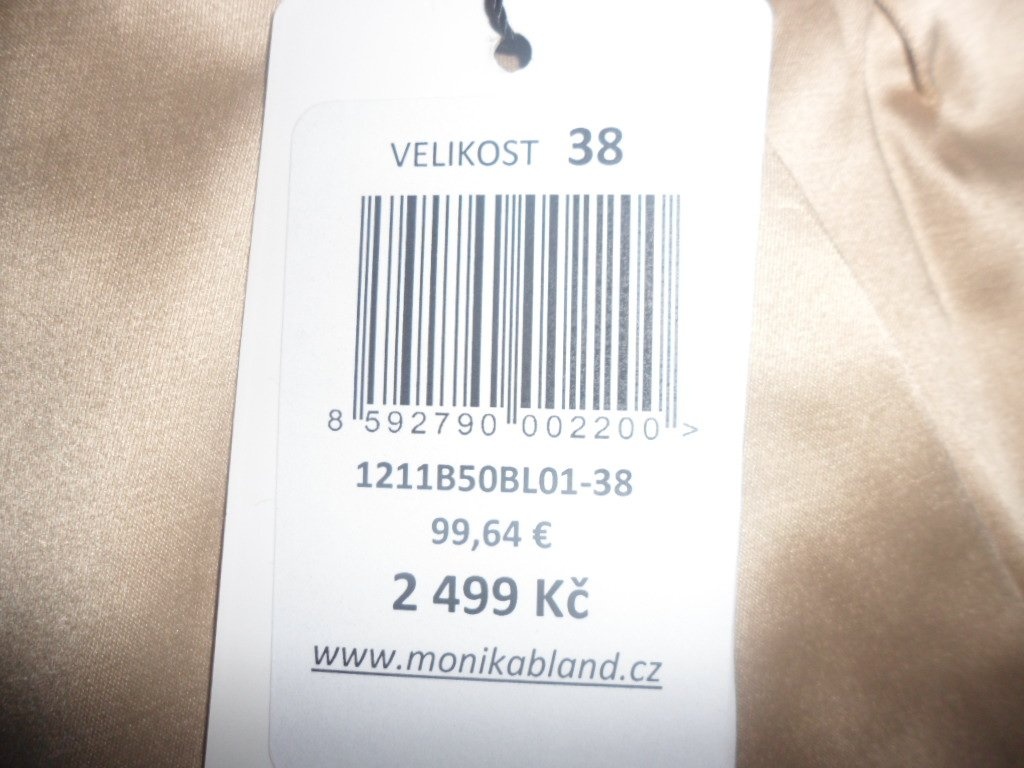 VELIKOST 38
8 592790 002200 >
1211B50BL01-38
99,64 €
2 499 Kč
www.monikabland.cz